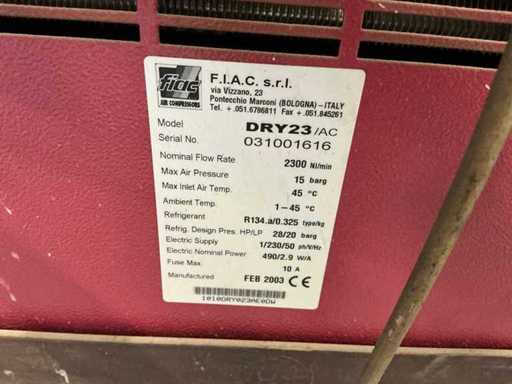 fiac
AIR COMPRESSORS
F.I.A.C. s.r.l.
via Vizzano, 23
Pontecchio Marconi (BOLOGNA) -ITALY
Tel. +.051.6786811 Fax +.051.845261
Model DRY23/AC
Serial No. 031001616
Nominal Flow Rate 2300 Nl/min
Max Air Pressure 15 barg
Max Inlet Air Temp. 45 °C
Ambient Temp. 1-45 °C
Refrigerant R134.a/0.325 type/kg
Refrig. Design Pres. HP/LP 28/20 barg
Electric Supply 1/230/50 ph/V/Hz
Electric Nominal Power 490/2.9 W/A
Fuse Max. 10 A
Manufactured FEB 2003 CE
1010DRY023AE0DW